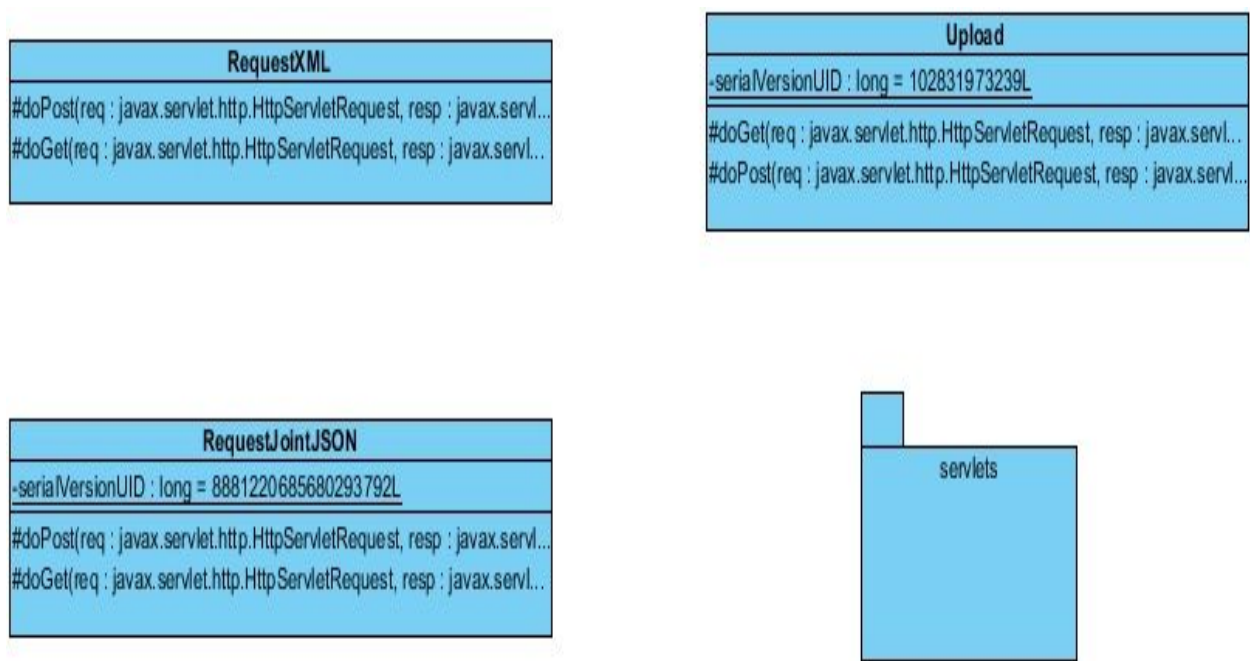 RequestXML
#doPost(req : javax.servlet.http.HttpServletRequest, resp : javax.servl...
#doGet(req : javax.servlet.http.HttpServletRequest, resp : javax.servl...
Upload
-serialVersionUID : long = 102831973239L
#doGet(req : javax.servlet.http.HttpServletRequest, resp : javax.servl...
#doPost(req : javax.servlet.http.HttpServletRequest, resp : javax.servl...
RequestJointJSON
-serialVersionUID : long = 8881220685680293792L
#doPost(req : javax.servlet.http.HttpServletRequest, resp : javax.servl...
#doGet(req : javax.servlet.http.HttpServletRequest, resp : javax.servl...
servlets